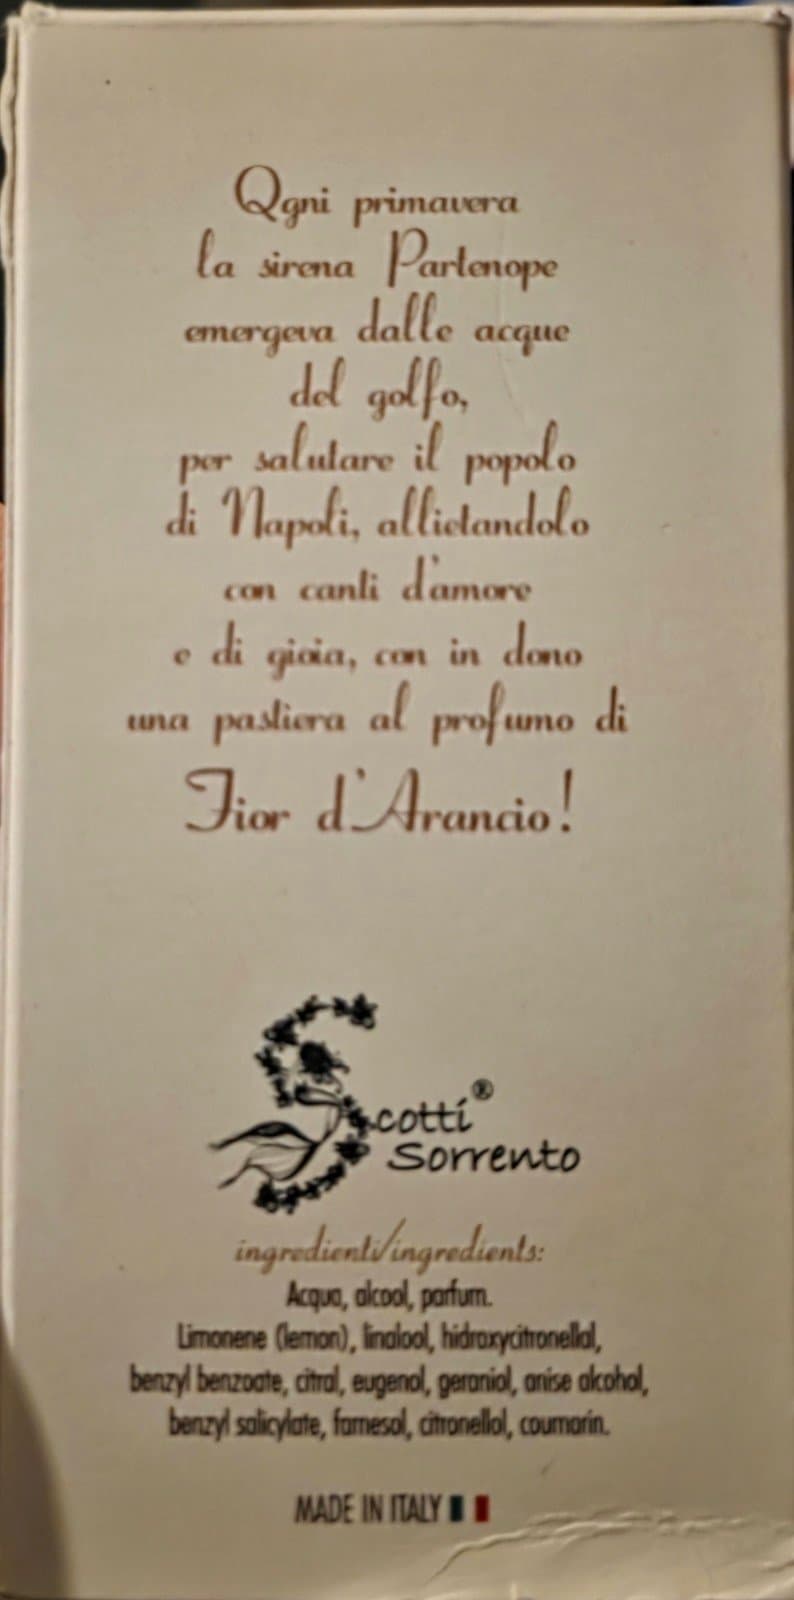 Ogni primavera
la sirena Partenope
emergeva dalle acque
del golfo,
per salutare il popolo
di Napoli, allietandolo
con canti d'amore
e di gioia, con in dono
una pastiera al profumo di
Fior d'Arancio!
Scotti®
Sorrento
ingredienti/ingredients:
Acqua, alcool, parfum.
Limonene (lemon), linalool, hidroxycitronellal,
benzyl benzoate, citral, eugenol, geraniol, anise alcohol,
benzyl salicylate, farnesol, citronellol, coumarin.
MADE IN ITALY